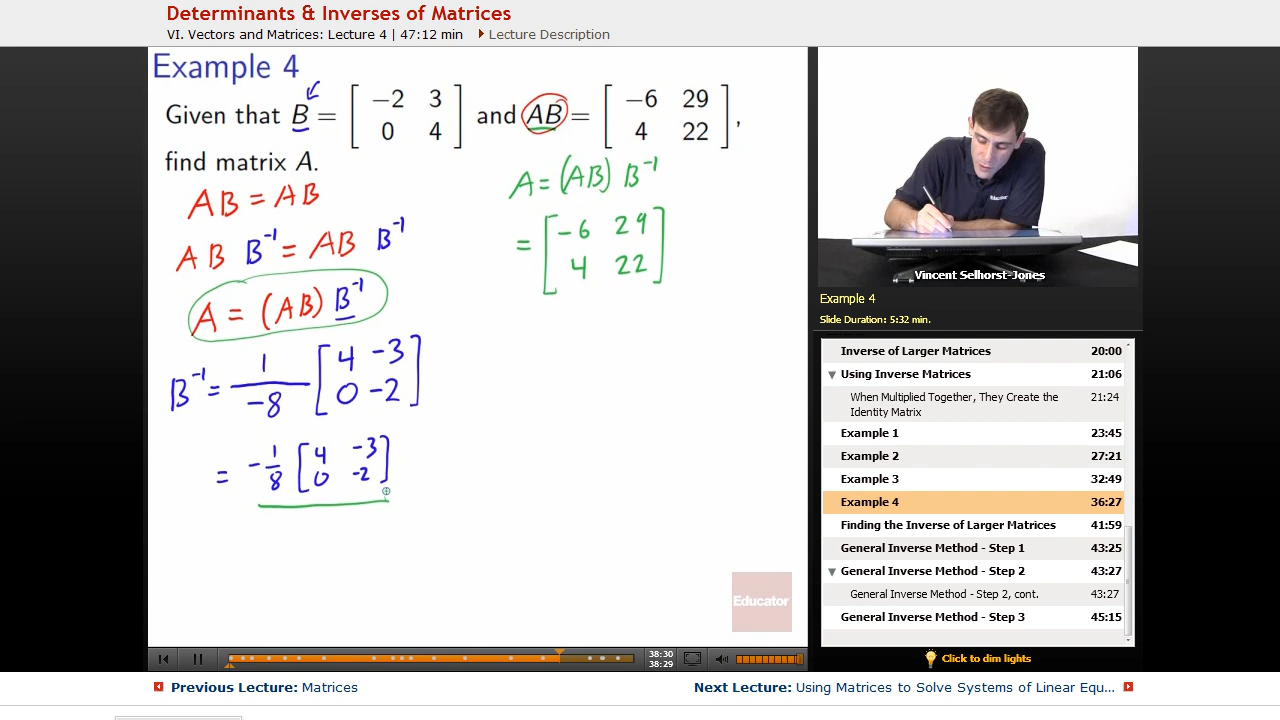 Determinants & Inverses of Matrices
VI. Vectors and Matrices: Lecture 4 | 47:12 min
Lecture Description
Example 4
Given that B = [ −2 3 ; 0 4 ] and AB = [ −6 29 ; 4 22 ],
find matrix A.
AB = AB
AB B⁻¹ = AB B⁻¹
A = (AB) B⁻¹
B⁻¹ = 1/−8 [ 4 −3 ; 0 −2 ]
= −1/8 [ 4 −3 ; 0 −2 ]
A = (AB) B⁻¹
= [ −6 29 ; 4 22 ]
Educator
Vincent Selhorst-Jones
Example 4
Slide Duration: 5:32 min.
Inverse of Larger Matrices 20:00
Using Inverse Matrices 21:06
When Multiplied Together, They Create the
Identity Matrix 21:24
Example 1 23:45
Example 2 27:21
Example 3 32:49
Example 4 36:27
Finding the Inverse of Larger Matrices 41:59
General Inverse Method - Step 1 43:25
General Inverse Method - Step 2 43:27
General Inverse Method - Step 2, cont. 43:27
General Inverse Method - Step 3 45:15
38:30
38:29
Click to dim lights
Previous Lecture: Matrices
Next Lecture: Using Matrices to Solve Systems of Linear Equ...